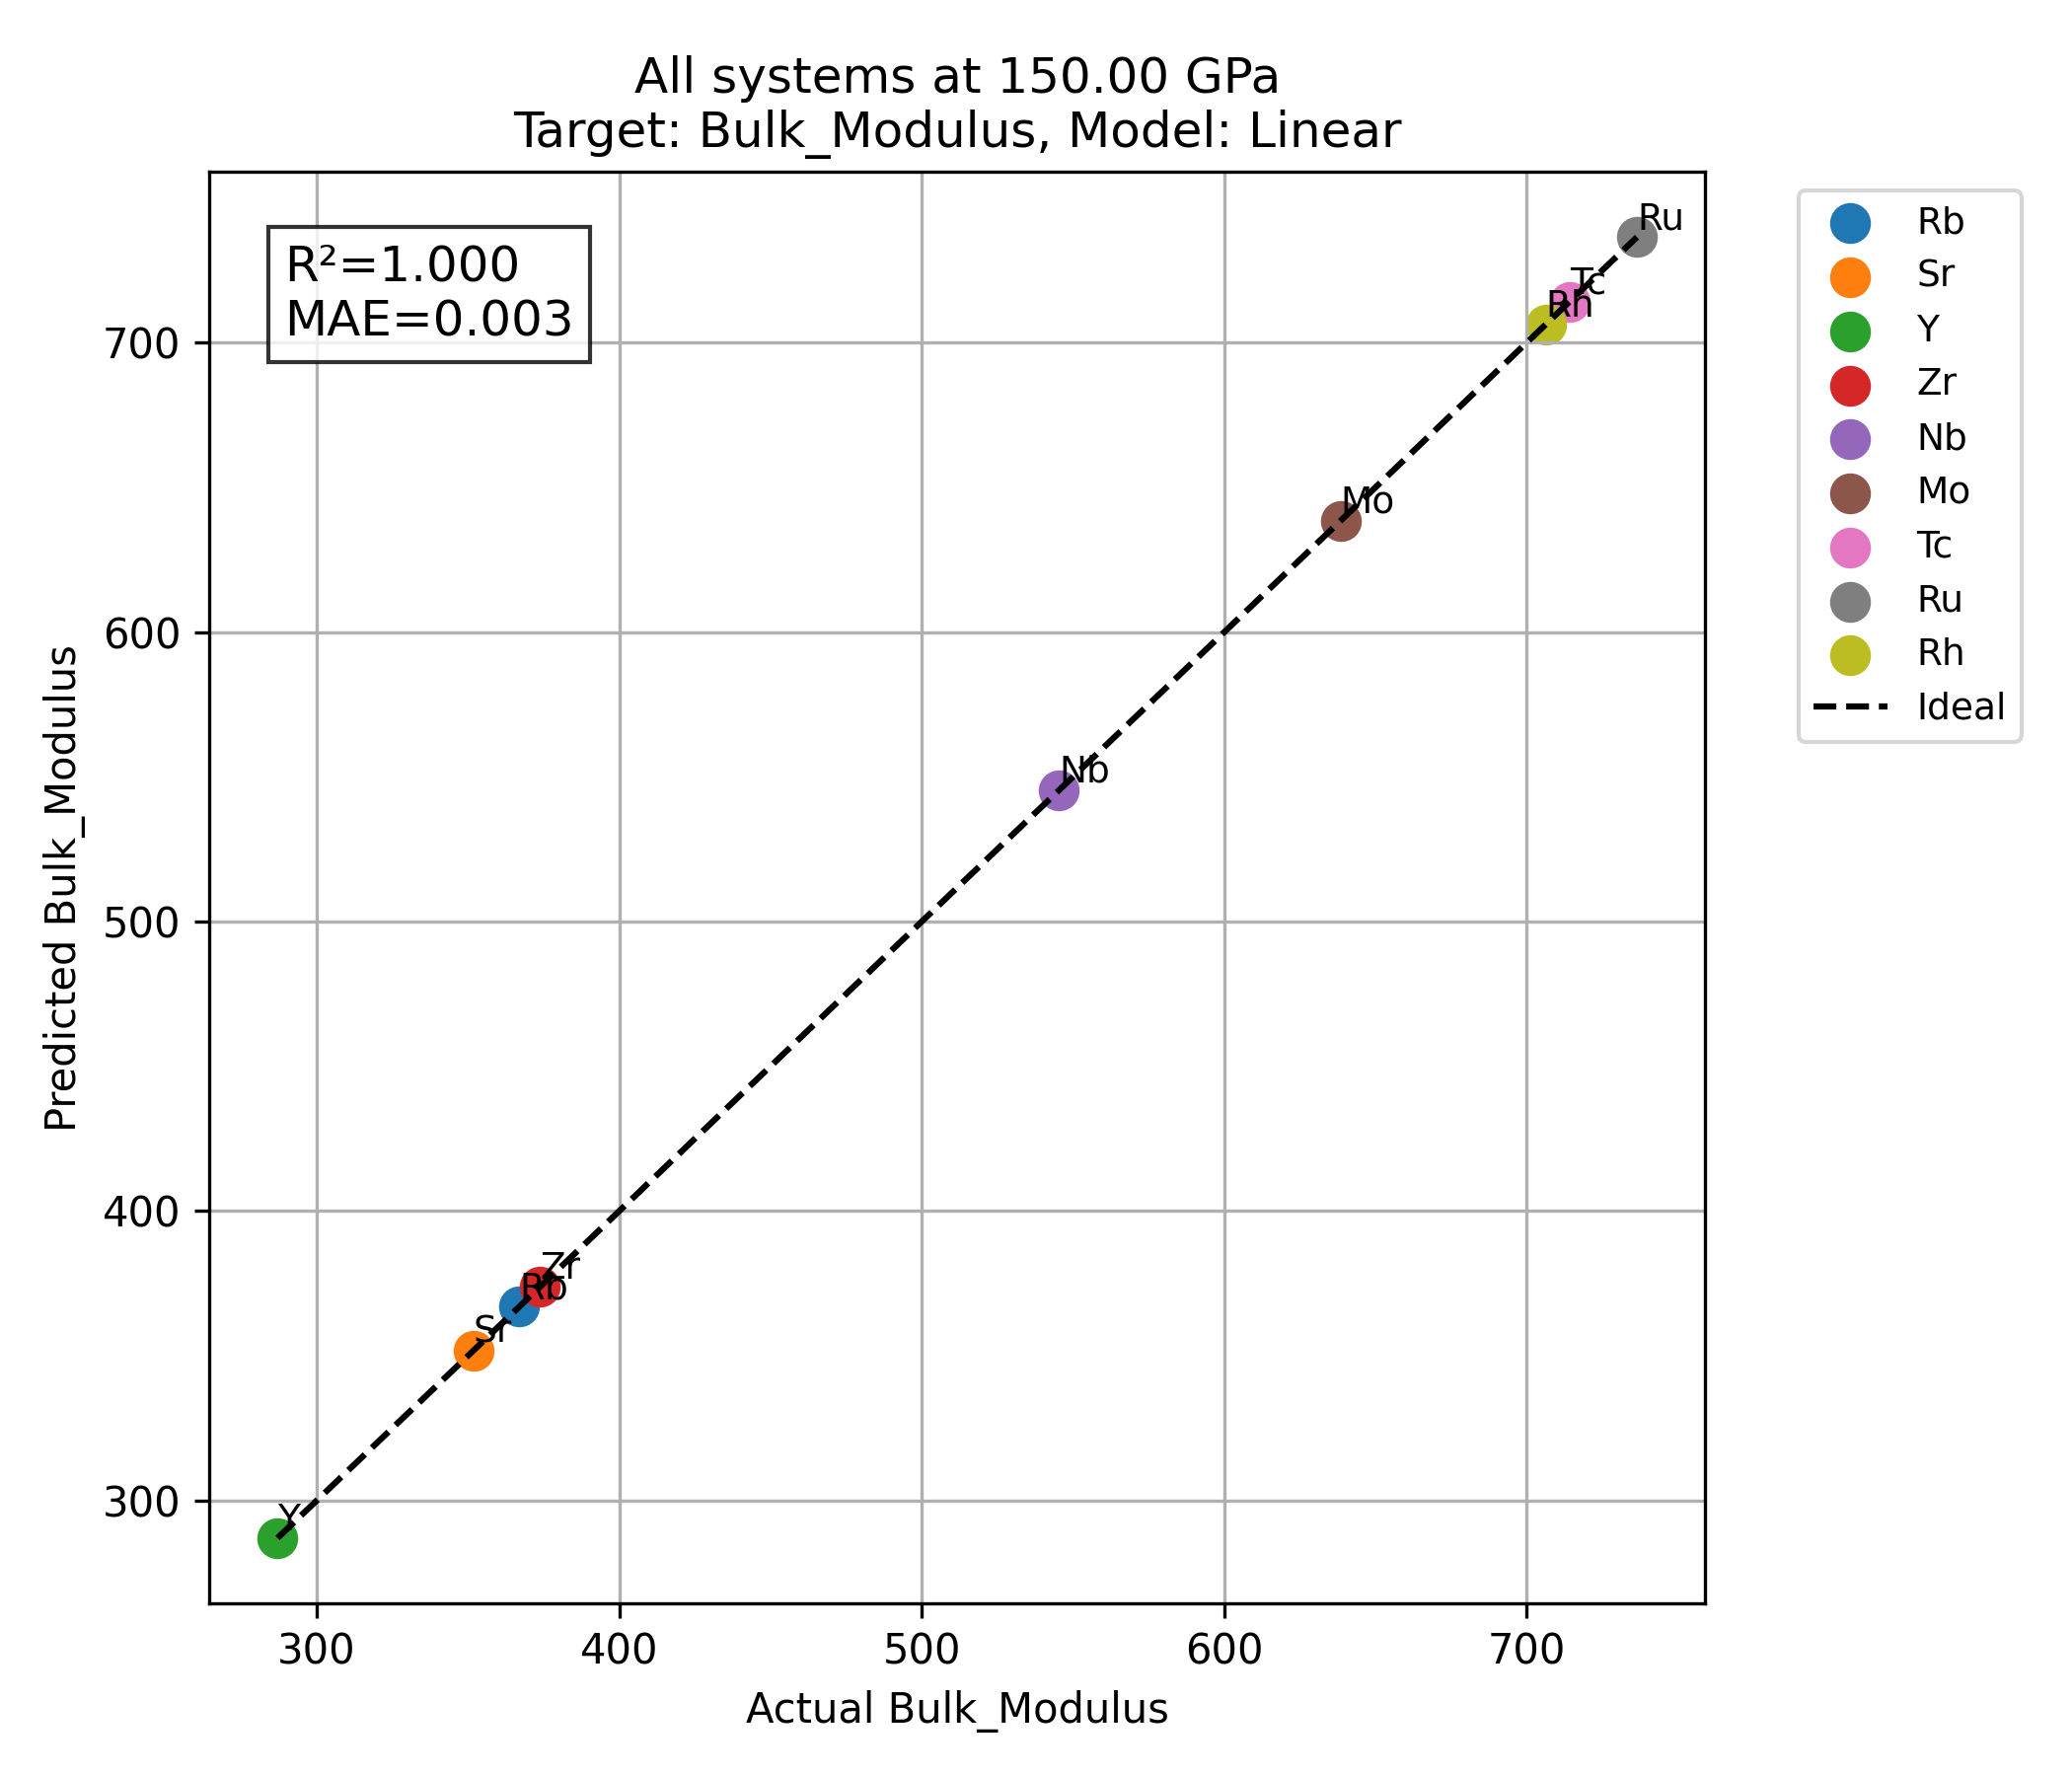 All systems at 150.00 GPa
Target: Bulk_Modulus, Model: Linear
R²=1.000
MAE=0.003
Predicted Bulk_Modulus
700
600
500
400
300
Ru
Tc
Rh
Mo
Nb
Zr
Rb
Sr
Y
300 400 500 600 700
Actual Bulk_Modulus
Rb
Sr
Y
Zr
Nb
Mo
Tc
Ru
Rh
Ideal